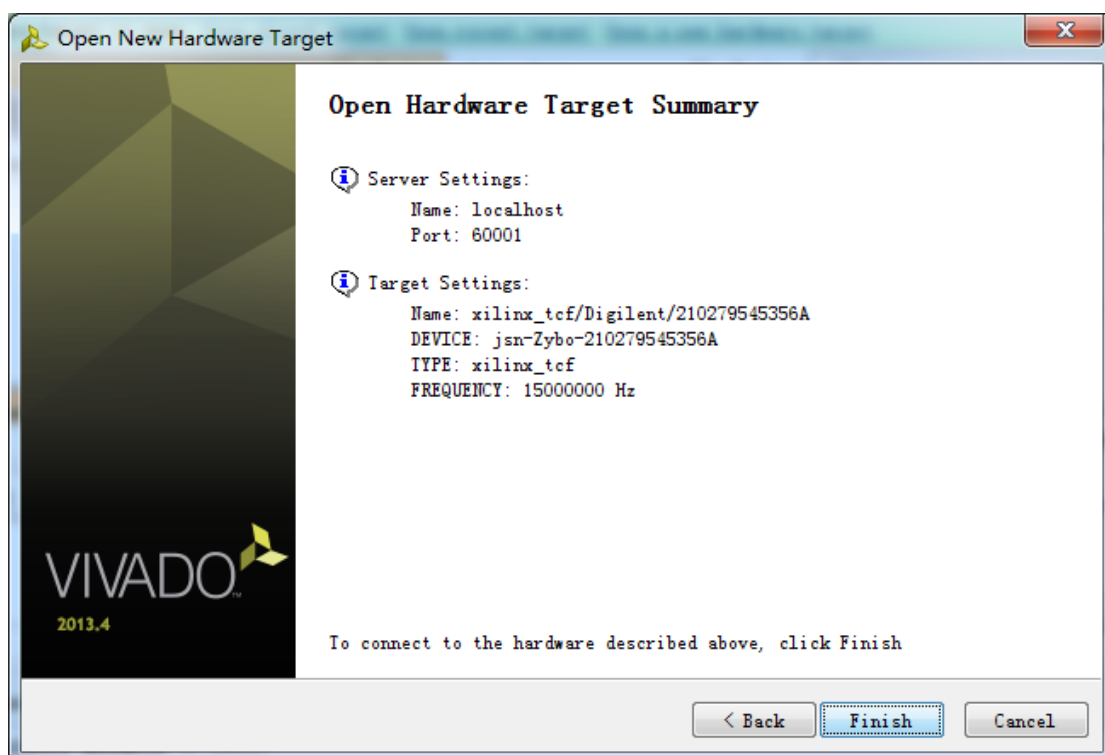 Open New Hardware Target
Open Hardware Target Summary
Server Settings:
Name: localhost
Port: 60001
Target Settings:
Name: xilinx_tcf/Digilent/210279545356A
DEVICE: jsn-Zybo-210279545356A
TYPE: xilinx_tcf
FREQUENCY: 15000000 Hz
VIVADO™
2013.4
To connect to the hardware described above, click Finish
< Back
Finish
Cancel